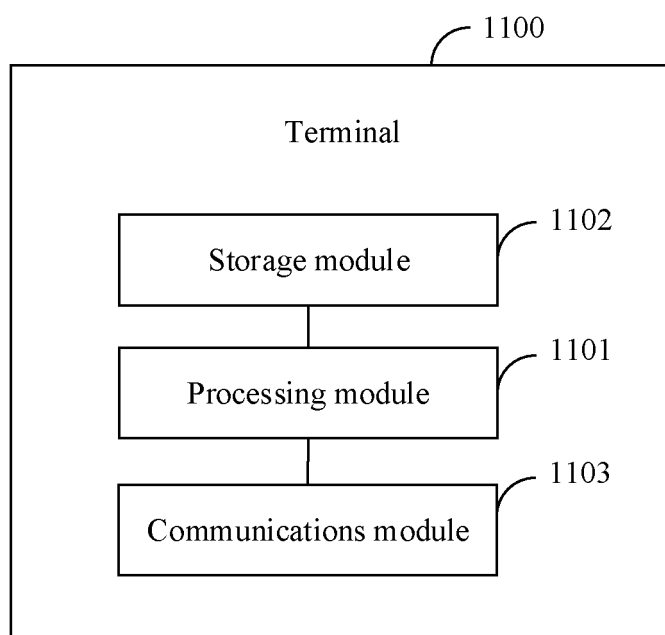 1100
Terminal
1102
Storage module
1101
Processing module
1103
Communications module